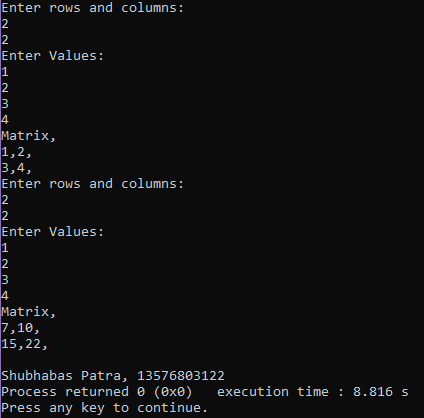 Enter rows and columns:
2
2
Enter Values:
1
2
3
4
Matrix,
1,2,
3,4,
Enter rows and columns:
2
2
Enter Values:
1
2
3
4
Matrix,
7,10,
15,22,

Shubhabas Patra, 13576803122
Process returned 0 (0x0)   execution time : 8.816 s
Press any key to continue.